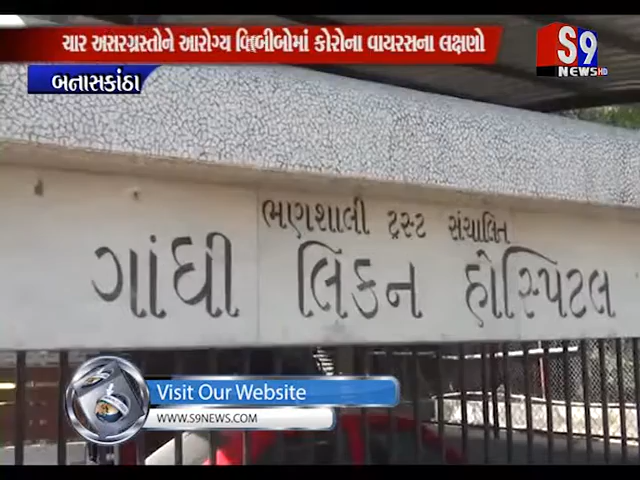 ચાર અસરગ્રસ્તોને આરોગ્ય વિબીબોમાં કોરોના વાયરસના લક્ષણો
S9
NEWS HD
બનાસકાંઠા
ભણશાલી ટ્રસ્ટ સંચાલિત
ગાંધી લિંકન હોસ્પિટલ
Visit Our Website
WWW.S9NEWS.COM